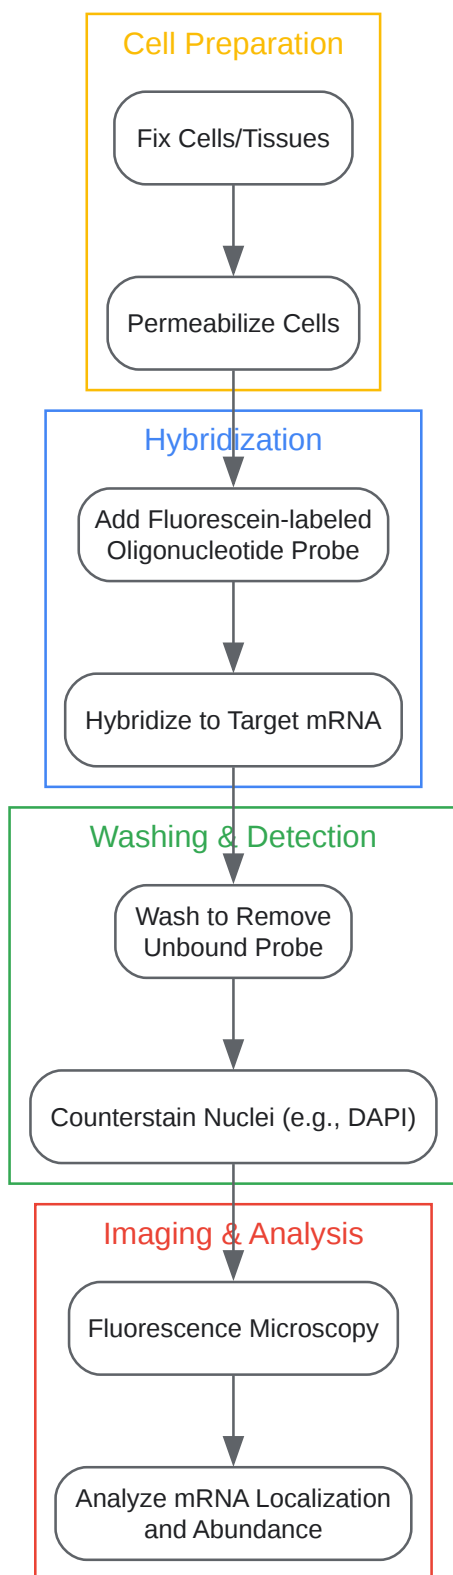 Cell Preparation
Fix Cells/Tissues
Permeabilize Cells
Hybridization
Add Fluorescein-labeled
Oligonucleotide Probe
Hybridize to Target mRNA
Washing & Detection
Wash to Remove
Unbound Probe
Counterstain Nuclei (e.g., DAPI)
Imaging & Analysis
Fluorescence Microscopy
Analyze mRNA Localization
and Abundance